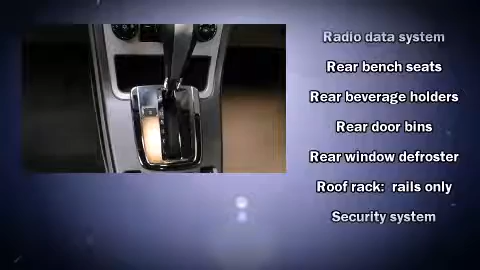 Radio data system
Rear bench seats
Rear beverage holders
Rear door bins
Rear window defroster
Roof rack:  rails only
Security system